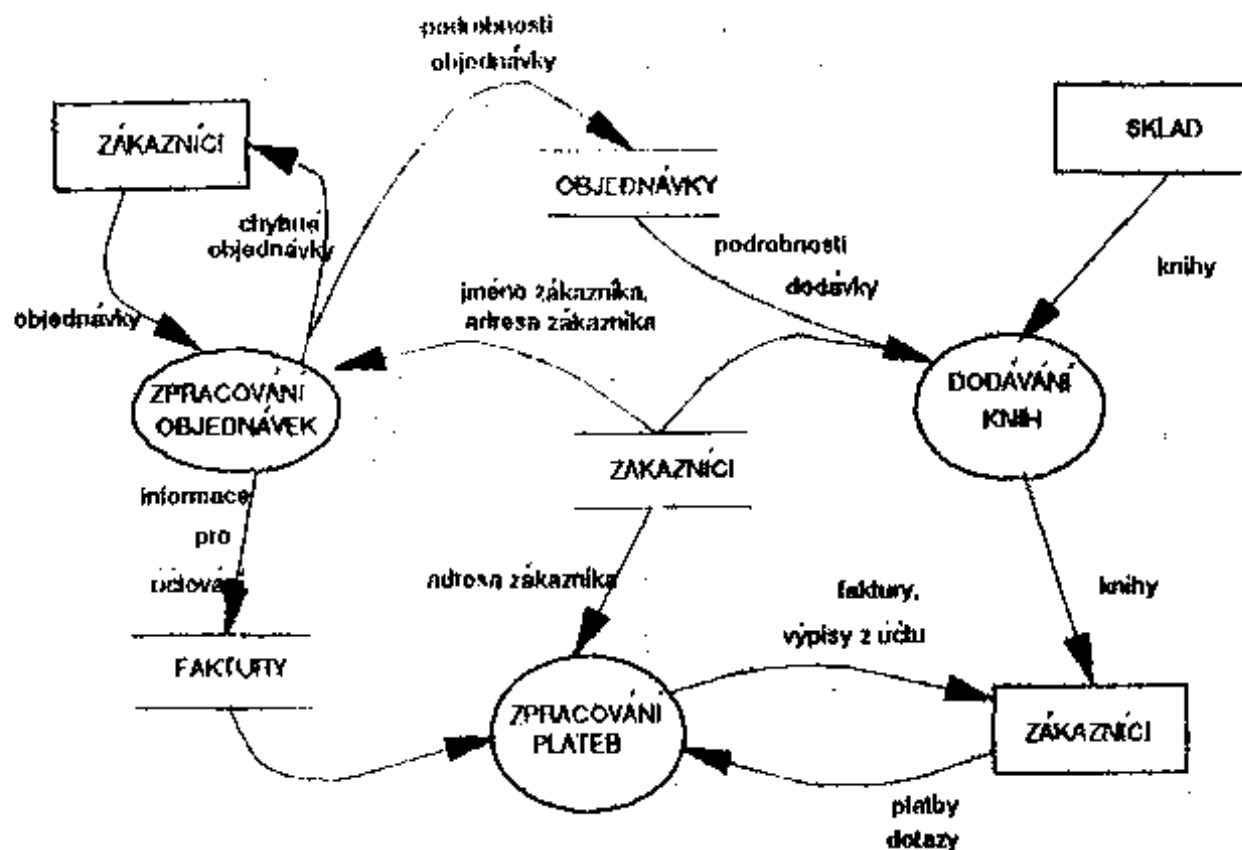 podrobnosti
objednávky
ZÁKAZNÍCÍ
SKLAD
OBJEDNÁVKY
chybné
objednávky
podrobnosti
dodávky
knihy
jméno zákazníka,
adresa zákazníka
objednávky
ZPRACOVÁNÍ
OBJEDNÁVEK
DODÁVÁNÍ
KNIH
ZÁKAZNÍCI
informace
pro
adresa zákazníka
faktury,
výpisy z účtu
knihy
FAKTURY
ZPRACOVÁNÍ
PLATEB
ZÁKAZNÍCI
platby
dotazy